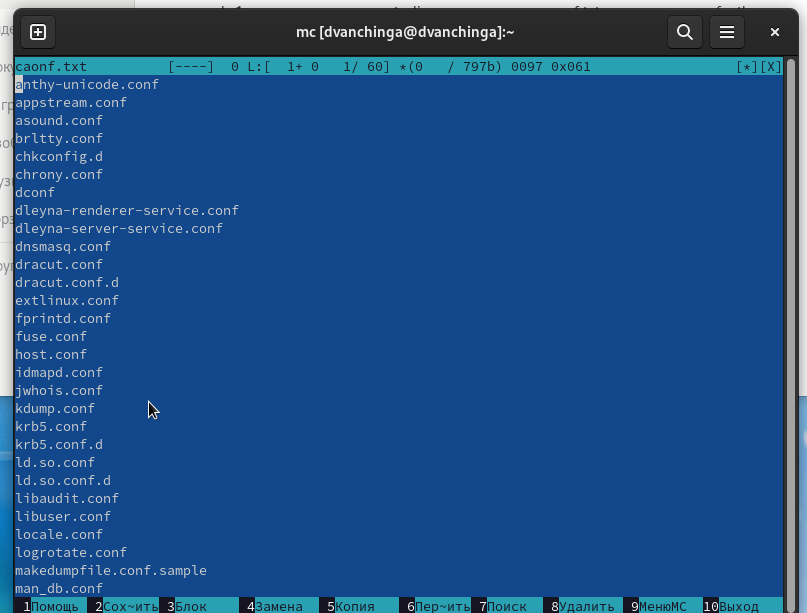 mc [dvanchinga@dvanchinga]:~
caonf.txt [----] 0 L:[ 1+ 0 1/ 60] *(0 / 797b) 0097 0x061 [*][X]
anthy-unicode.conf
appstream.conf
asound.conf
brltty.conf
chkconfig.d
chrony.conf
dconf
dleyna-renderer-service.conf
dleyna-server-service.conf
dnsmasq.conf
dracut.conf
dracut.conf.d
extlinux.conf
fprintd.conf
fuse.conf
host.conf
idmapd.conf
jwhois.conf
kdump.conf
krb5.conf
krb5.conf.d
ld.so.conf
ld.so.conf.d
libaudit.conf
libuser.conf
locale.conf
logrotate.conf
makedumpfile.conf.sample
man_db.conf
1Помощь 2Сох~ить 3Блок 4Замена 5Копия 6Пер~ить 7Поиск 8Удалить 9МенюMC 10Выход